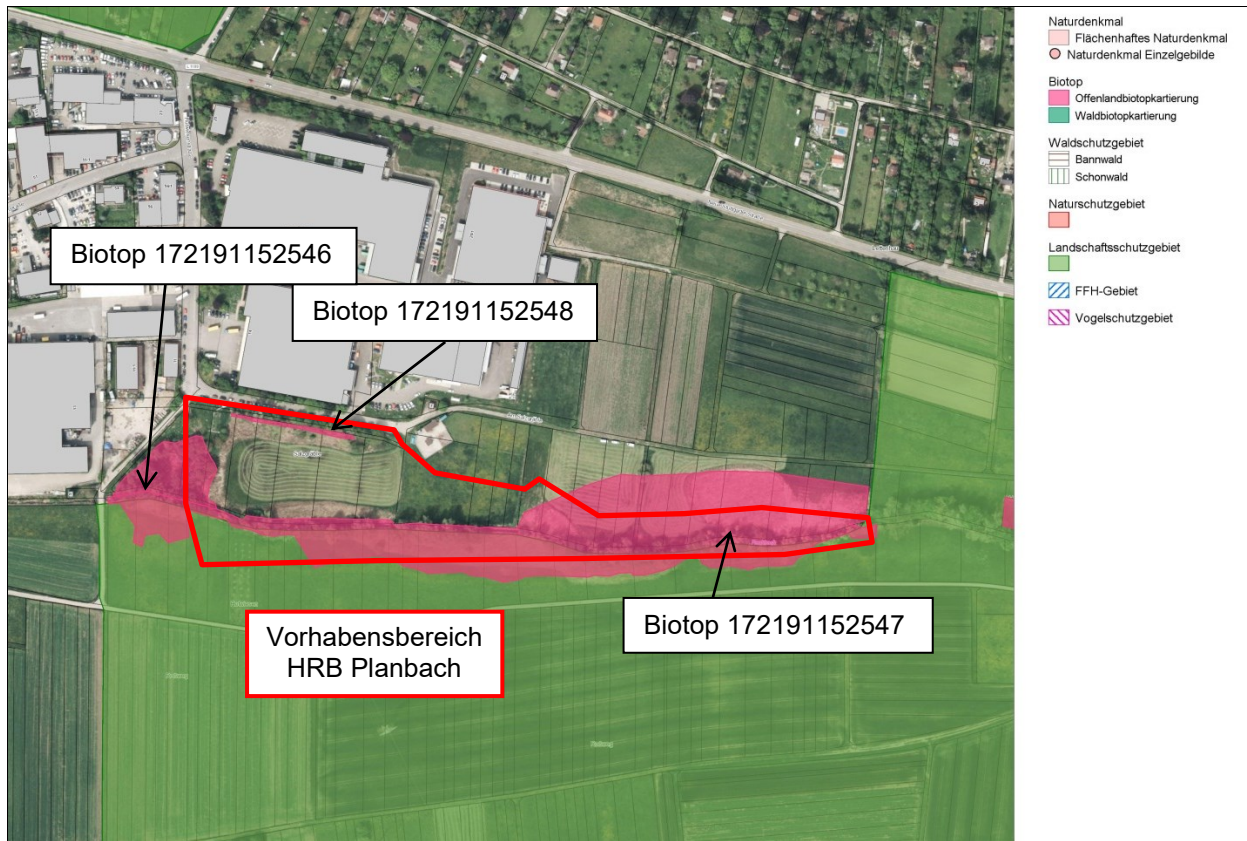 Biotop 172191152546
Biotop 172191152548
Biotop 172191152547
Vorhabensbereich
HRB Planbach
Naturdenkmal
Flächenhaftes Naturdenkmal
Naturdenkmal Einzelgebilde
Biotop
Offenlandbiotopkartierung
Waldbiotopkartierung
Waldschutzgebiet
Bannwald
Schonwald
Naturschutzgebiet
Landschaftsschutzgebiet
FFH-Gebiet
Vogelschutzgebiet